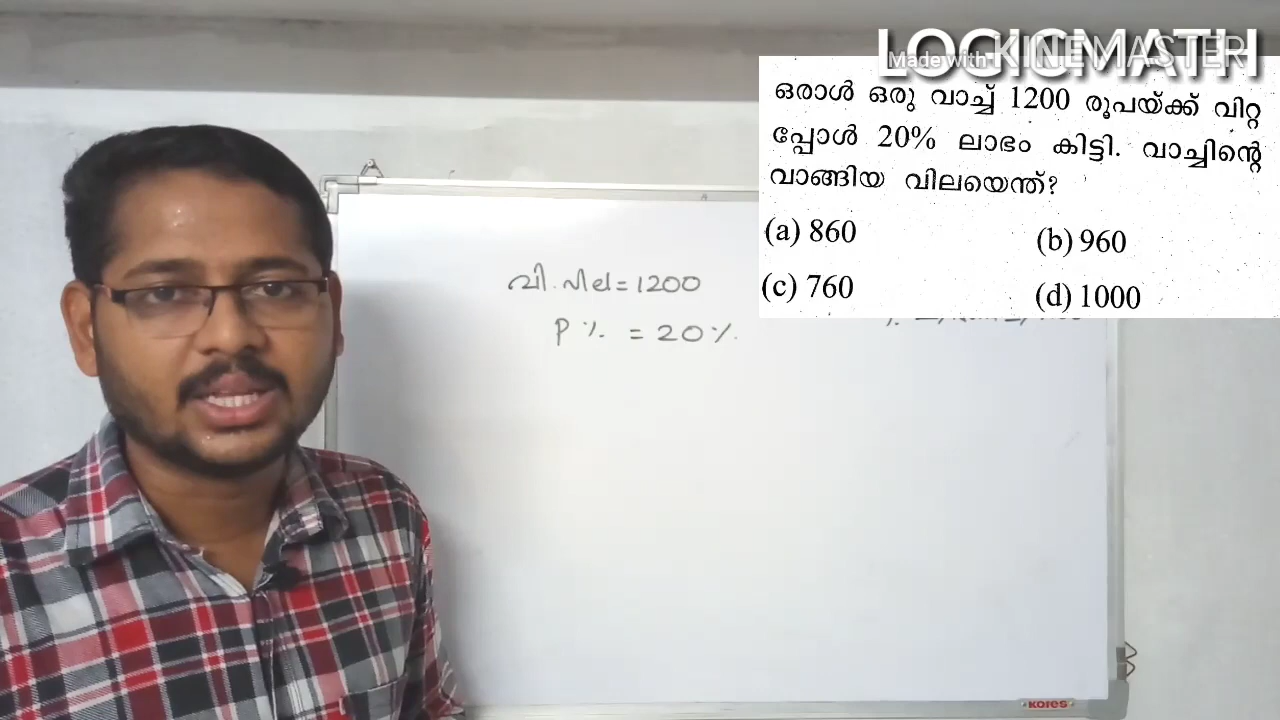 LOGICMATH
Made with KINEMASTER
ഒരാൾ ഒരു വാച്ച് 1200 രൂപയ്ക്ക് വിറ്റ
പ്പോൾ 20% ലാഭം കിട്ടി. വാച്ചിന്റെ
വാങ്ങിയ വിലയെന്ത്?
(a) 860 (b) 960
(c) 760 (d) 1000
വി.വില = 1200
P % = 20%.
KORES